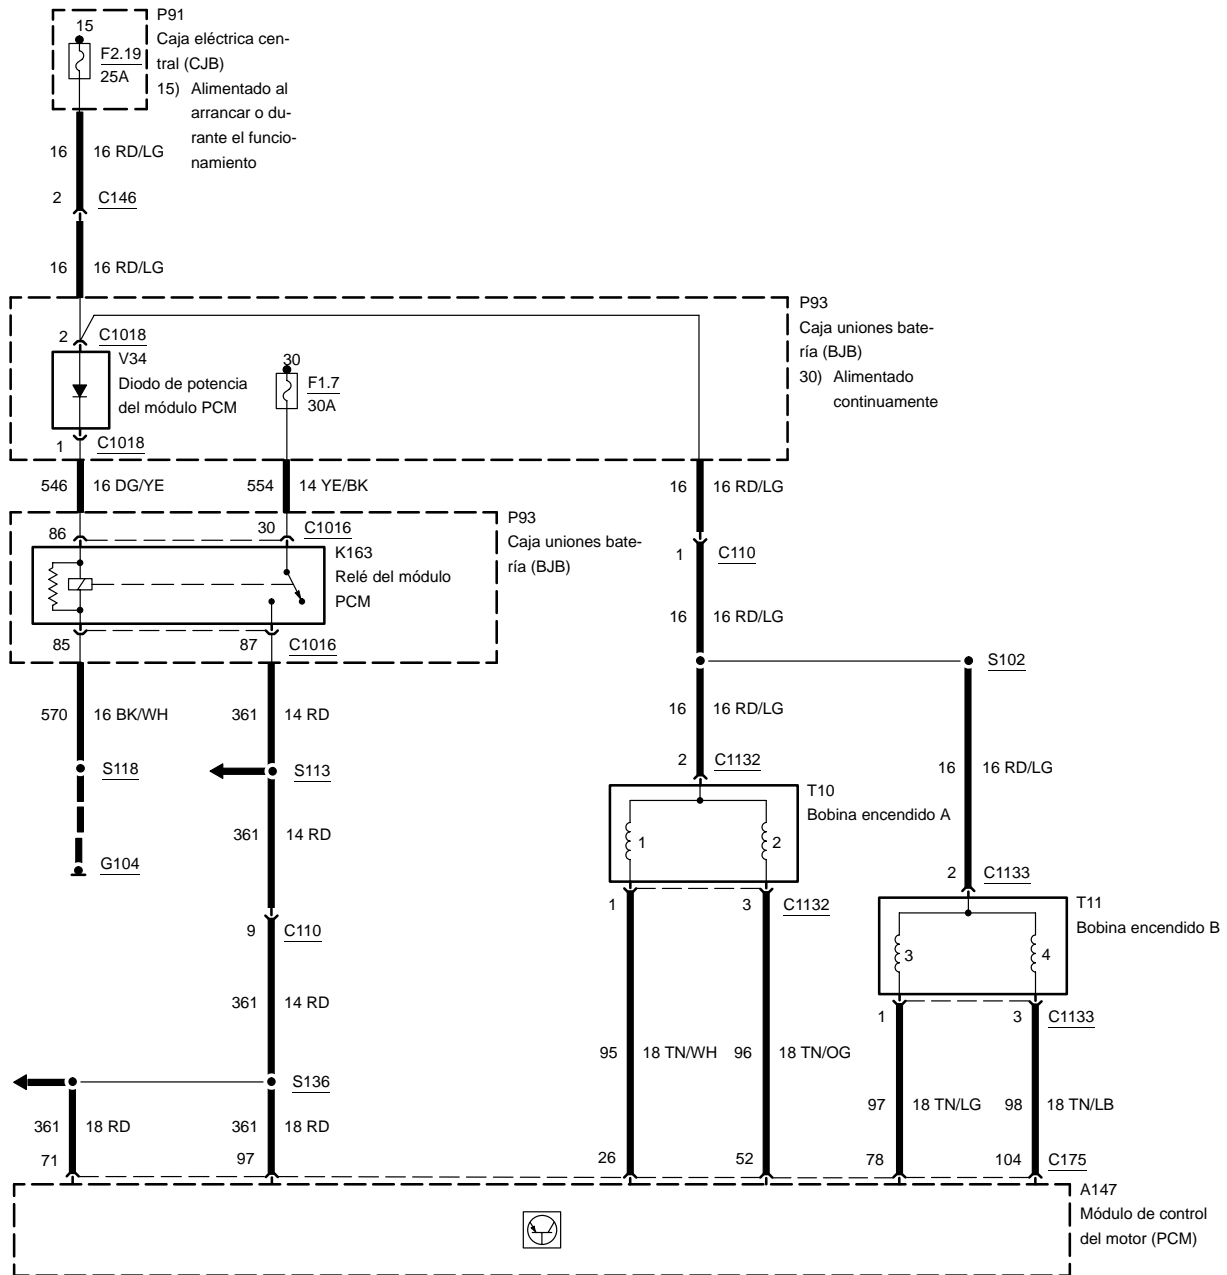 P91
15
Caja eléctrica cen-
F2.19
tral (CJB)
25A
15) Alimentado al
arrancar o du-
rante el funcio-
namiento
16 16 RD/LG
2 C146
16 16 RD/LG
P93
Caja uniones bate-
ría (BJB)
30) Alimentado
continuamente
2 C1018
V34
Diodo de potencia
del módulo PCM
30
F1.7
30A
1 C1018
546 16 DG/YE
554 14 YE/BK
16 16 RD/LG
P93
Caja uniones bate-
ría (BJB)
86
30 C1016
K163
Relé del módulo
PCM
1 C110
16 16 RD/LG
85
87 C1016
S102
570 16 BK/WH
361 14 RD
16 16 RD/LG
S118
S113
2 C1132
16 16 RD/LG
T10
Bobina encendido A
361 14 RD
1
2
G104
2 C1133
1
3 C1132
T11
Bobina encendido B
9 C110
3
4
361 14 RD
1
3 C1133
95 18 TN/WH
96 18 TN/OG
S136
97 18 TN/LG
98 18 TN/LB
361 18 RD
361 18 RD
71
97
26
52
78
104 C175
A147
Módulo de control
del motor (PCM)